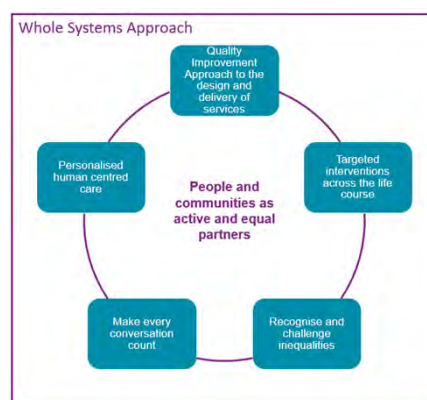 Whole Systems Approach
Quality
Improvement
Approach to the
design and
delivery of
services
Personalised
human centred
care
Targeted
interventions
across the life
course
People and
communities as
active and equal
partners
Make every
conversation
count
Recognise and
challenge
inequalities